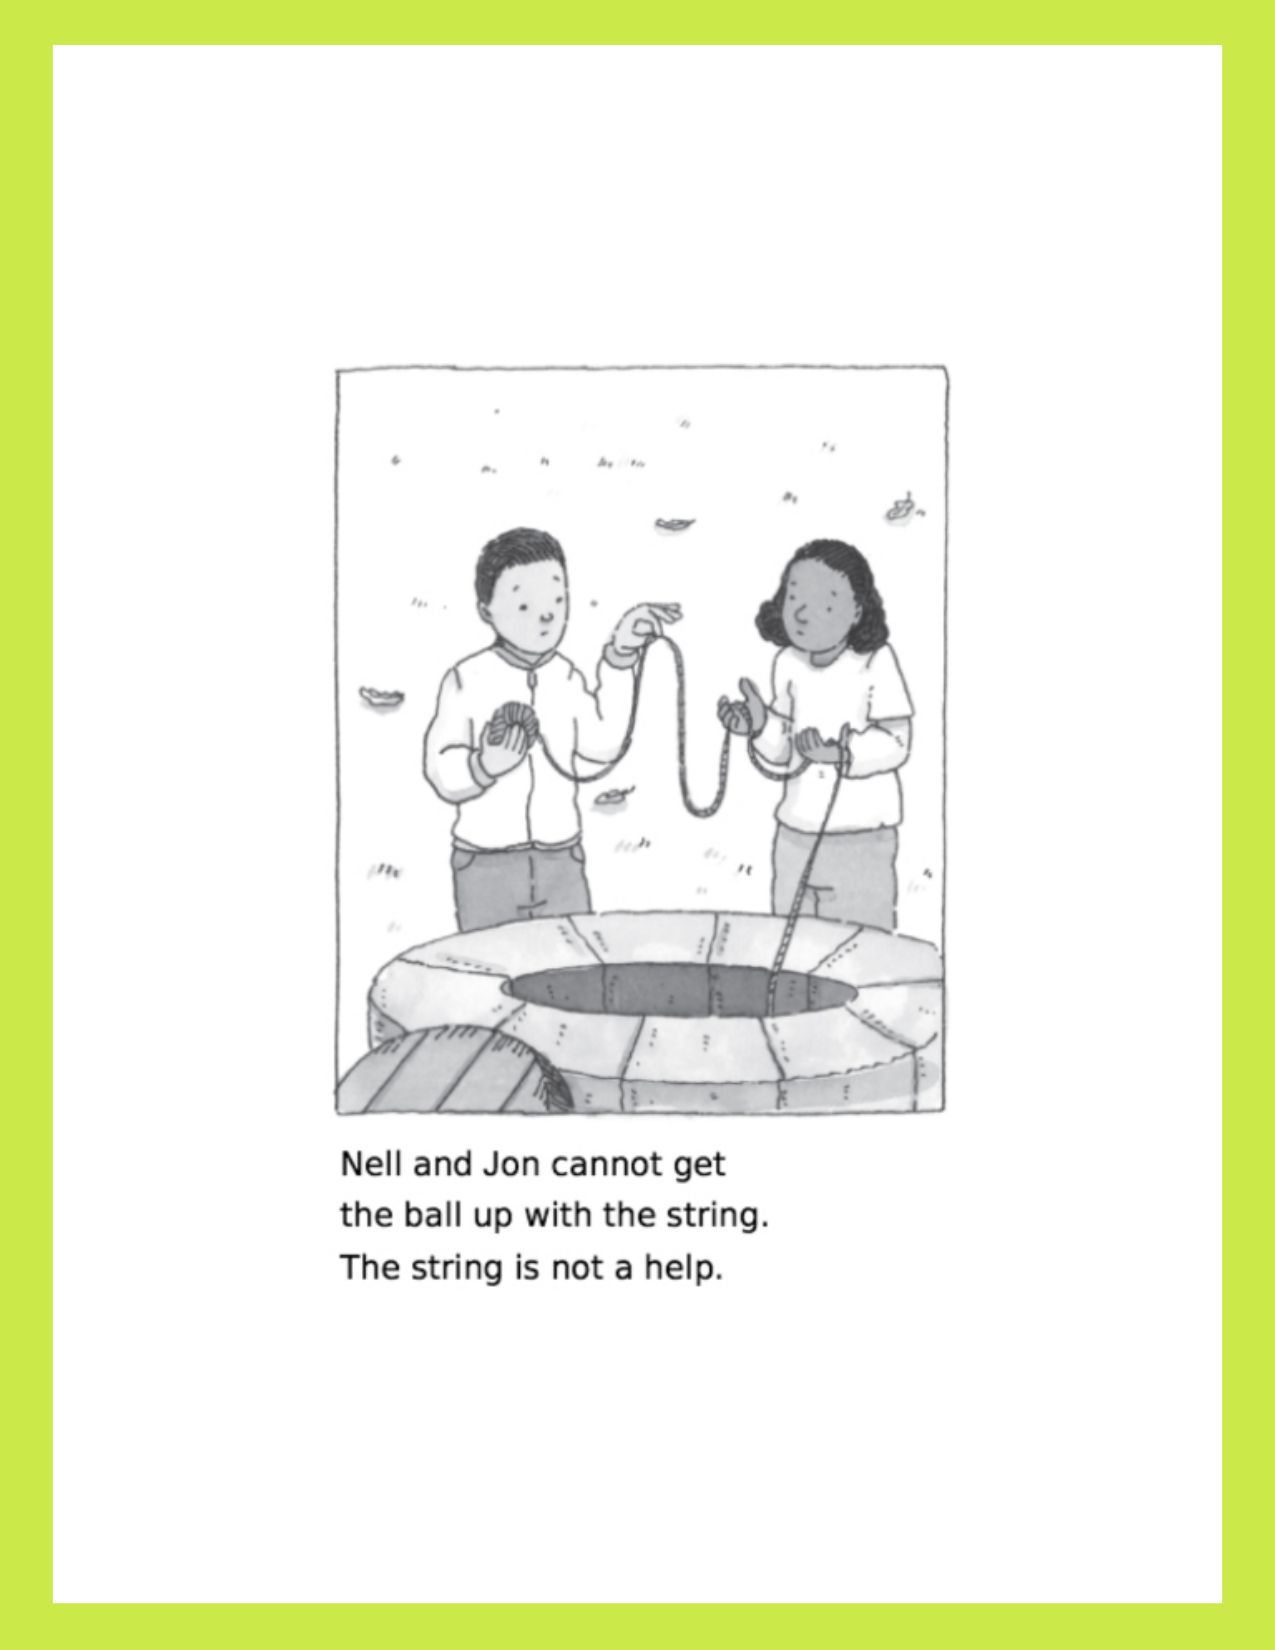 Nell and Jon cannot get
the ball up with the string.
The string is not a help.